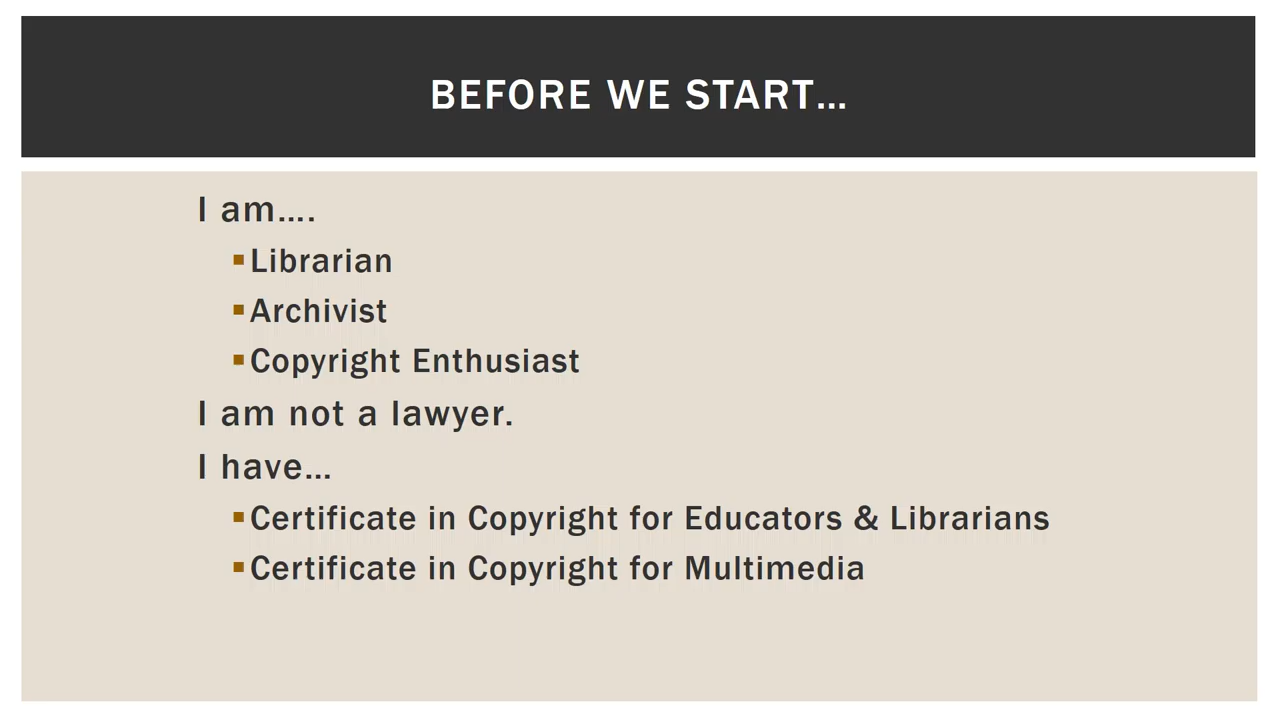 BEFORE WE START…
I am….
▪Librarian
▪Archivist
▪Copyright Enthusiast
I am not a lawyer.
I have…
▪Certificate in Copyright for Educators & Librarians
▪Certificate in Copyright for Multimedia